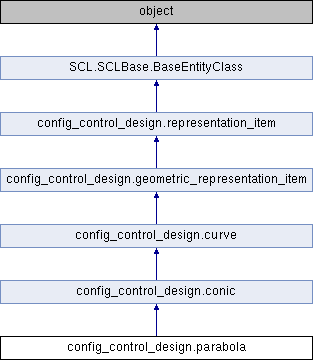 object
SCL.SCLBase.BaseEntityClass
config_control_design.representation_item
config_control_design.geometric_representation_item
config_control_design.curve
config_control_design.conic
config_control_design.parabola